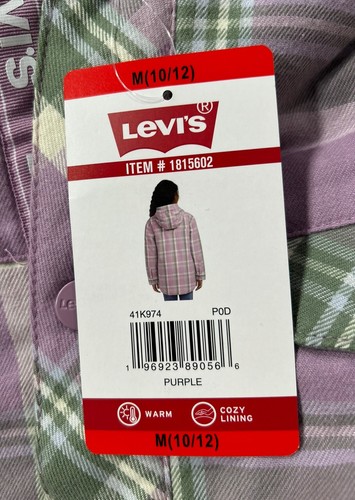 M(10/12)
LEVI'S®
ITEM # 1815602
41K974 P0D
1 96923 89056 6
PURPLE
WARM
COZY
LINING
M(10/12)